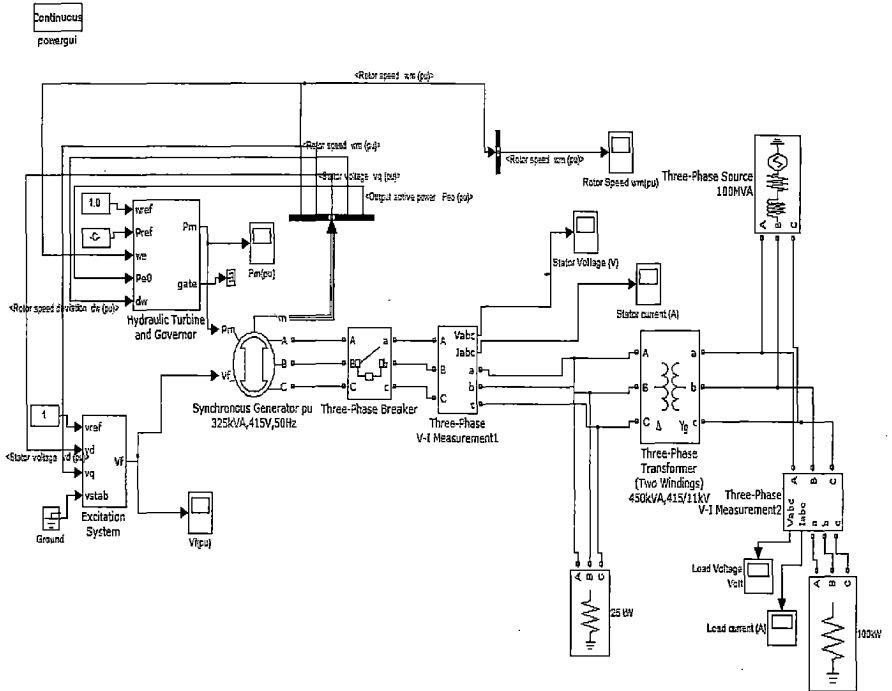 Continuous
powergui
<Rotor speed wm (pu)>
<Rotor speed wm (pu)>
<Stator voltage vq (pu)>
<Output active power Peo (pu)>
<Rotor speed wm (pu)>
Rotor Speed wm(pu)
Three-Phase Source
100MVA
A
B
C
1.0
-C-
wref
Pref
we
Pe0
dw
Pm
gate
Pm(pu)
<Rotor speed deviation dw (pu)>
Hydraulic Turbine
and Governor
Stator Voltage (V)
Stator current (A)
m
Pm
Vf_
A
B
C
Synchronous Generator pu
325kVA,415V,50Hz
A
B
C
a
b
c
Three-Phase Breaker
A
B
C
Vabc
Iabc
a
b
c
Three-Phase
V-I Measurement1
A
B
C
a
b
c
Δ
Yg
Three-Phase
Transformer
(Two Windings)
450kVA,415/11kV
1
vref
vd
vq
vstab
Vf
<Stator voltage vd (pu)>
Ground
Excitation
System
Vf(pu)
A
B
C
25 kW
Three-Phase
V-I Measurement2
A
B
C
Vabc
Iabc
a
b
c
Load Voltage
Volt
Load current (A)
A
B
C
100kW